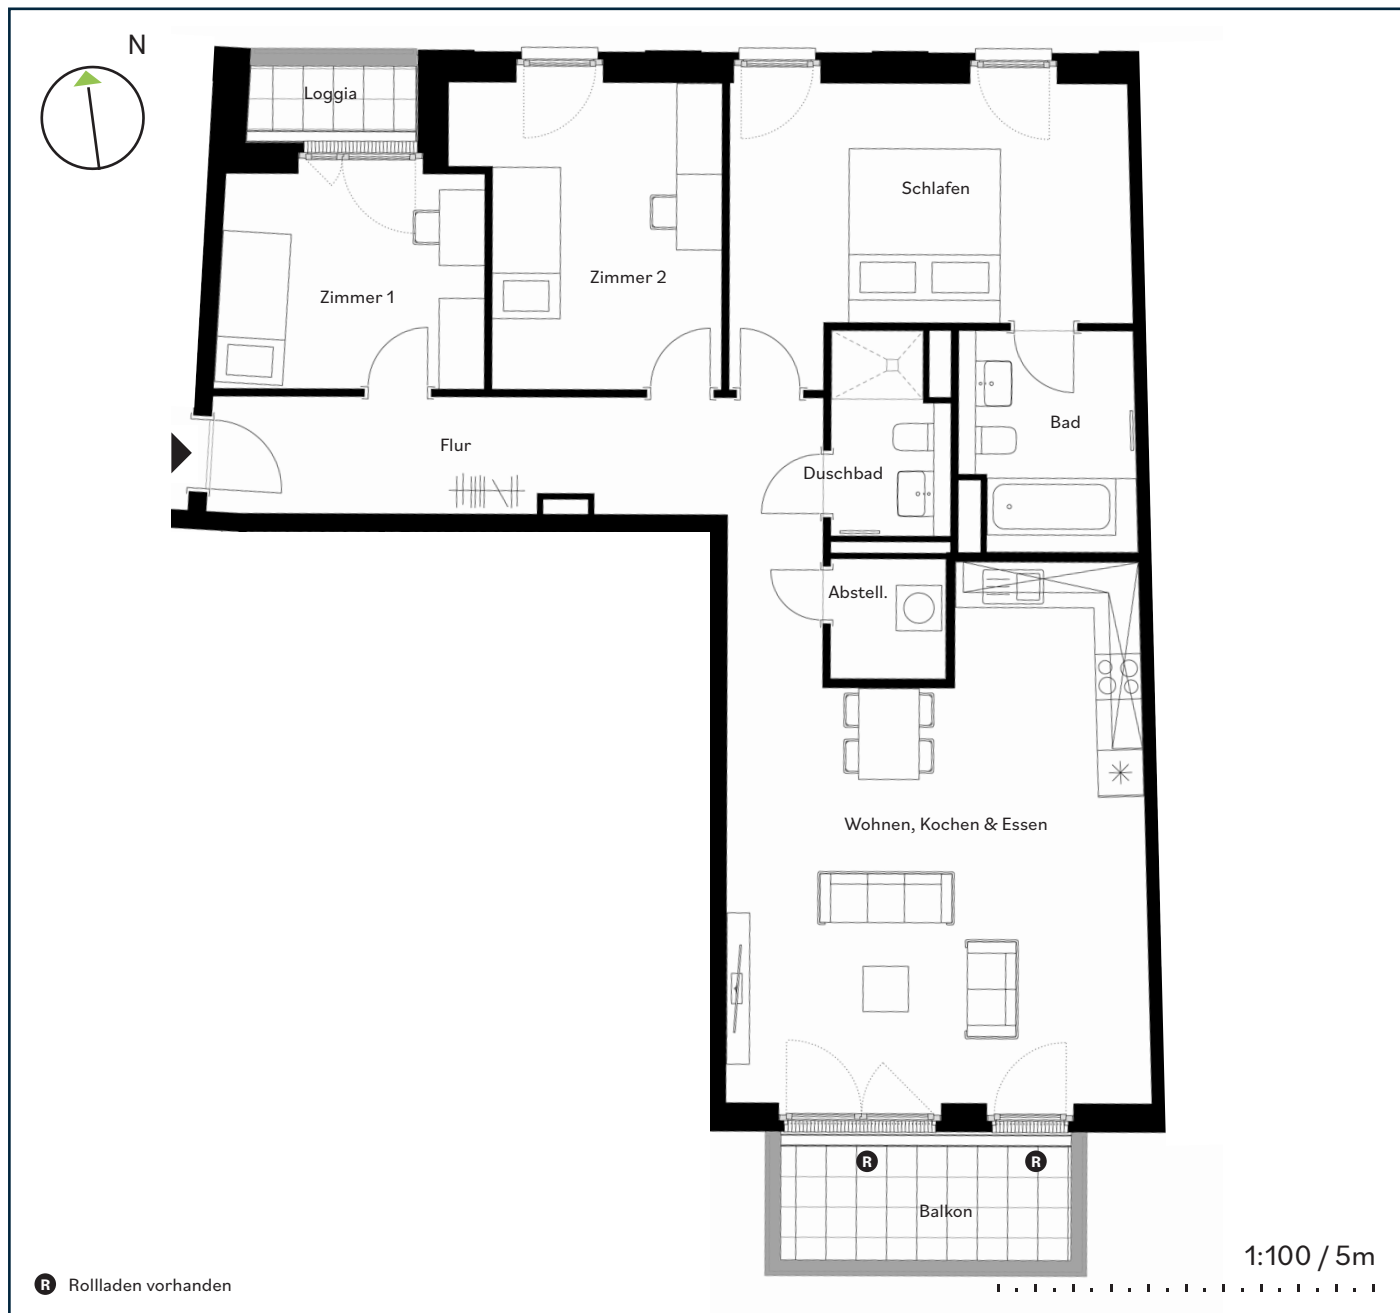 N
Loggia
Schlafen
Zimmer 2
Zimmer 1
Bad
Flur
Duschbad
Abstell.
Wohnen, Kochen & Essen
R
R
Balkon
1:100 / 5m
R Rollladen vorhanden